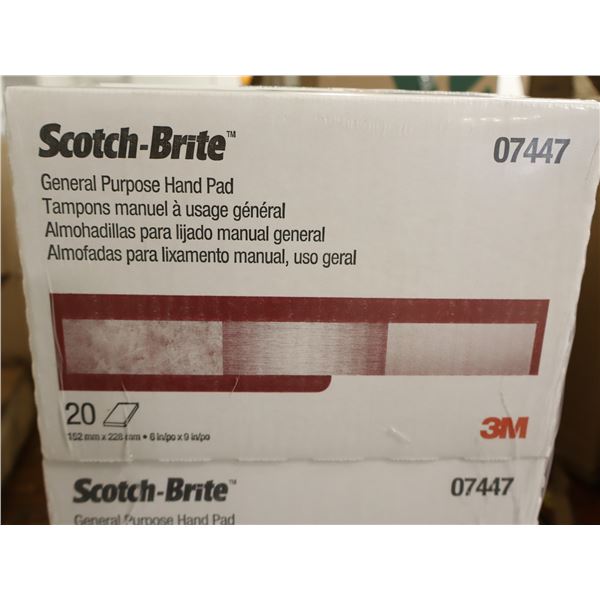 Scotch-Brite™ 07447
General Purpose Hand Pad
Tampons manuel à usage général
Almohadillas para lijado manual general
Almofadas para lixamento manual, uso geral
20
152 mm x 228 mm • 6 in/po x 9 in/po
3M
Scotch-Brite™ 07447
General Purpose Hand Pad